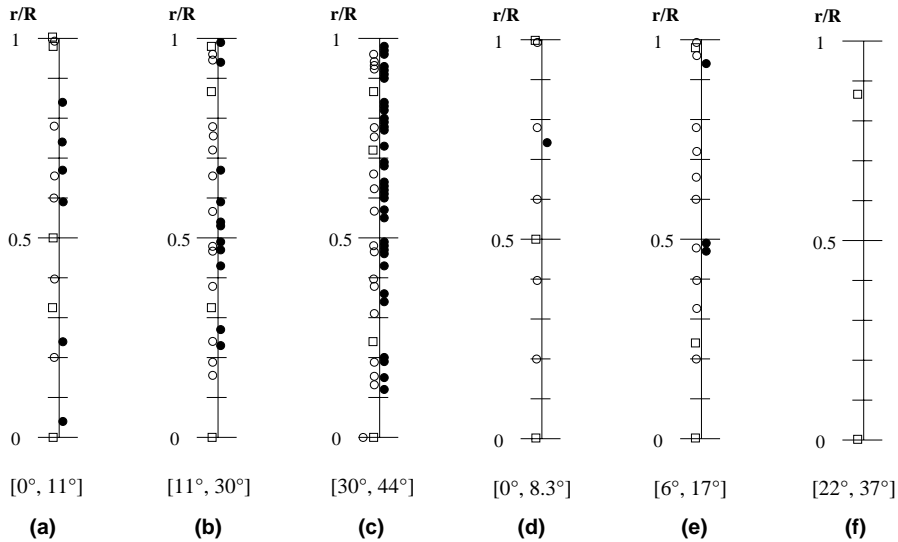 r/R r/R r/R r/R r/R r/R
1 1 1 1 1 1
0.5 0.5 0.5 0.5 0.5 0.5
0 0 0 0 0 0
[0°, 11°] [11°, 30°] [30°, 44°] [0°, 8.3°] [6°, 17°] [22°, 37°]
(a) (b) (c) (d) (e) (f)